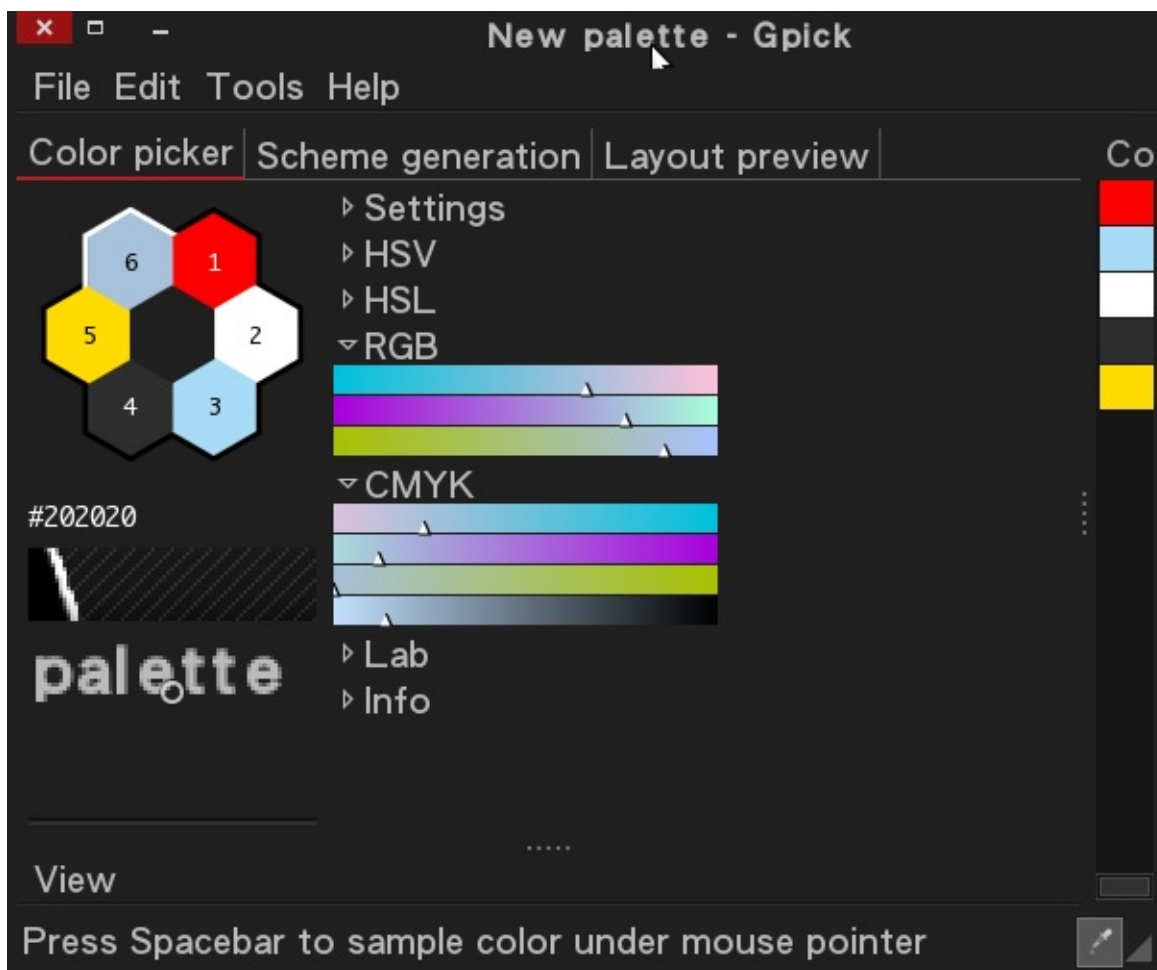 New palette - Gpick
File Edit Tools Help
Color picker Scheme generation Layout preview Co
Settings
HSV
HSL
RGB
CMYK
Lab
Info
6 1
5 2
4 3
#202020
palette
View
Press Spacebar to sample color under mouse pointer